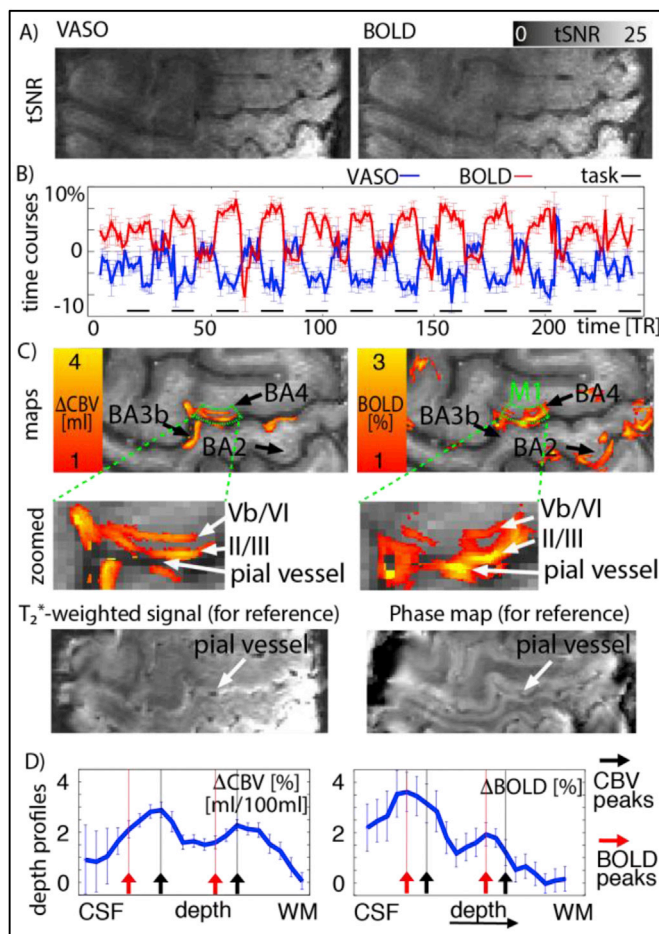 A) VASO BOLD 0 tSNR 25
tSNR
B) 10% VASO BOLD task
time courses
0
-10
0 50 100 150 200 time [TR]
C)
maps
4 ΔCBV [ml] 1
BA3b BA4 BA2
3 BOLD [%] 1
M1 BA3b BA4 BA2
zoomed
Vb/VI
II/III
pial vessel
Vb/VI
II/III
pial vessel
T₂*-weighted signal (for reference) Phase map (for reference)
pial vessel pial vessel
D)
depth profiles
4 ΔCBV [%]
[ml/100ml]
2
0
CSF depth WM
4 ΔBOLD [%]
2
0
CSF depth WM
CBV
peaks
BOLD
peaks